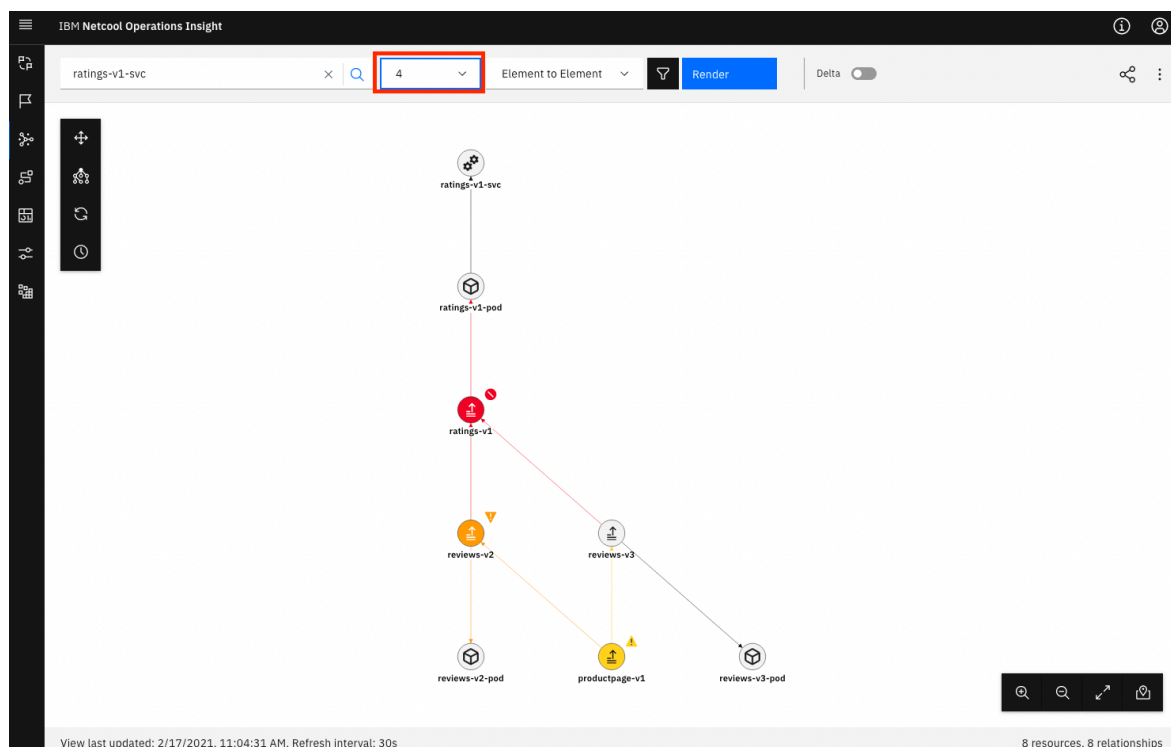 IBM Netcool Operations Insight
ratings-v1-svc
4
Element to Element
Render
Delta
ratings-v1-svc
ratings-v1-pod
ratings-v1
reviews-v2
reviews-v3
reviews-v2-pod
productpage-v1
reviews-v3-pod
View last updated: 2/17/2021, 11:04:31 AM. Refresh interval: 30s
8 resources, 8 relationships